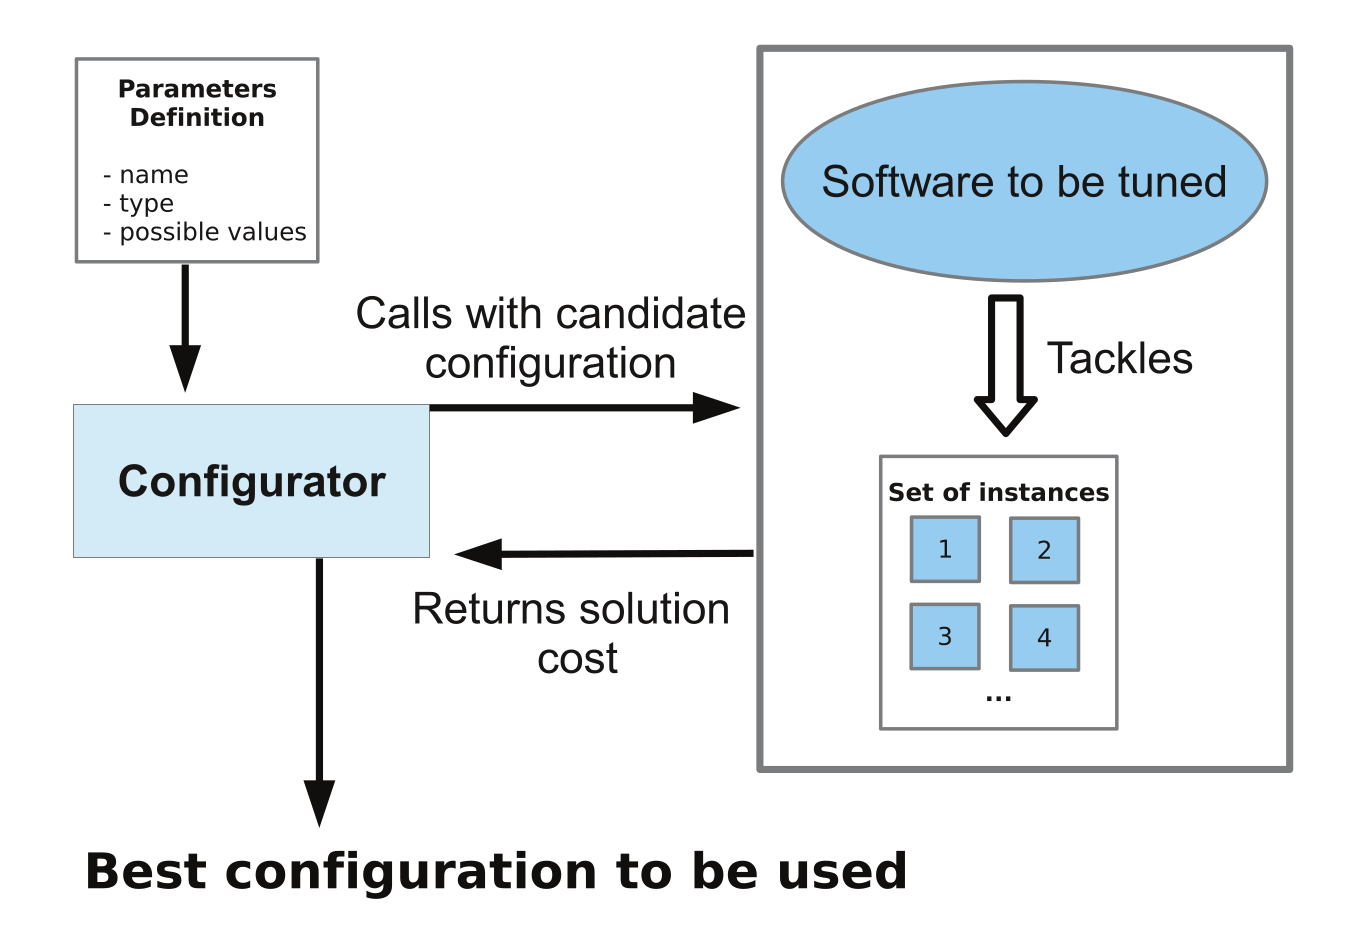 Parameters
Definition
- name
- type
- possible values
Calls with candidate
configuration
Configurator
Returns solution
cost
Software to be tuned
Tackles
Set of instances
1 2
3 4
...
Best configuration to be used